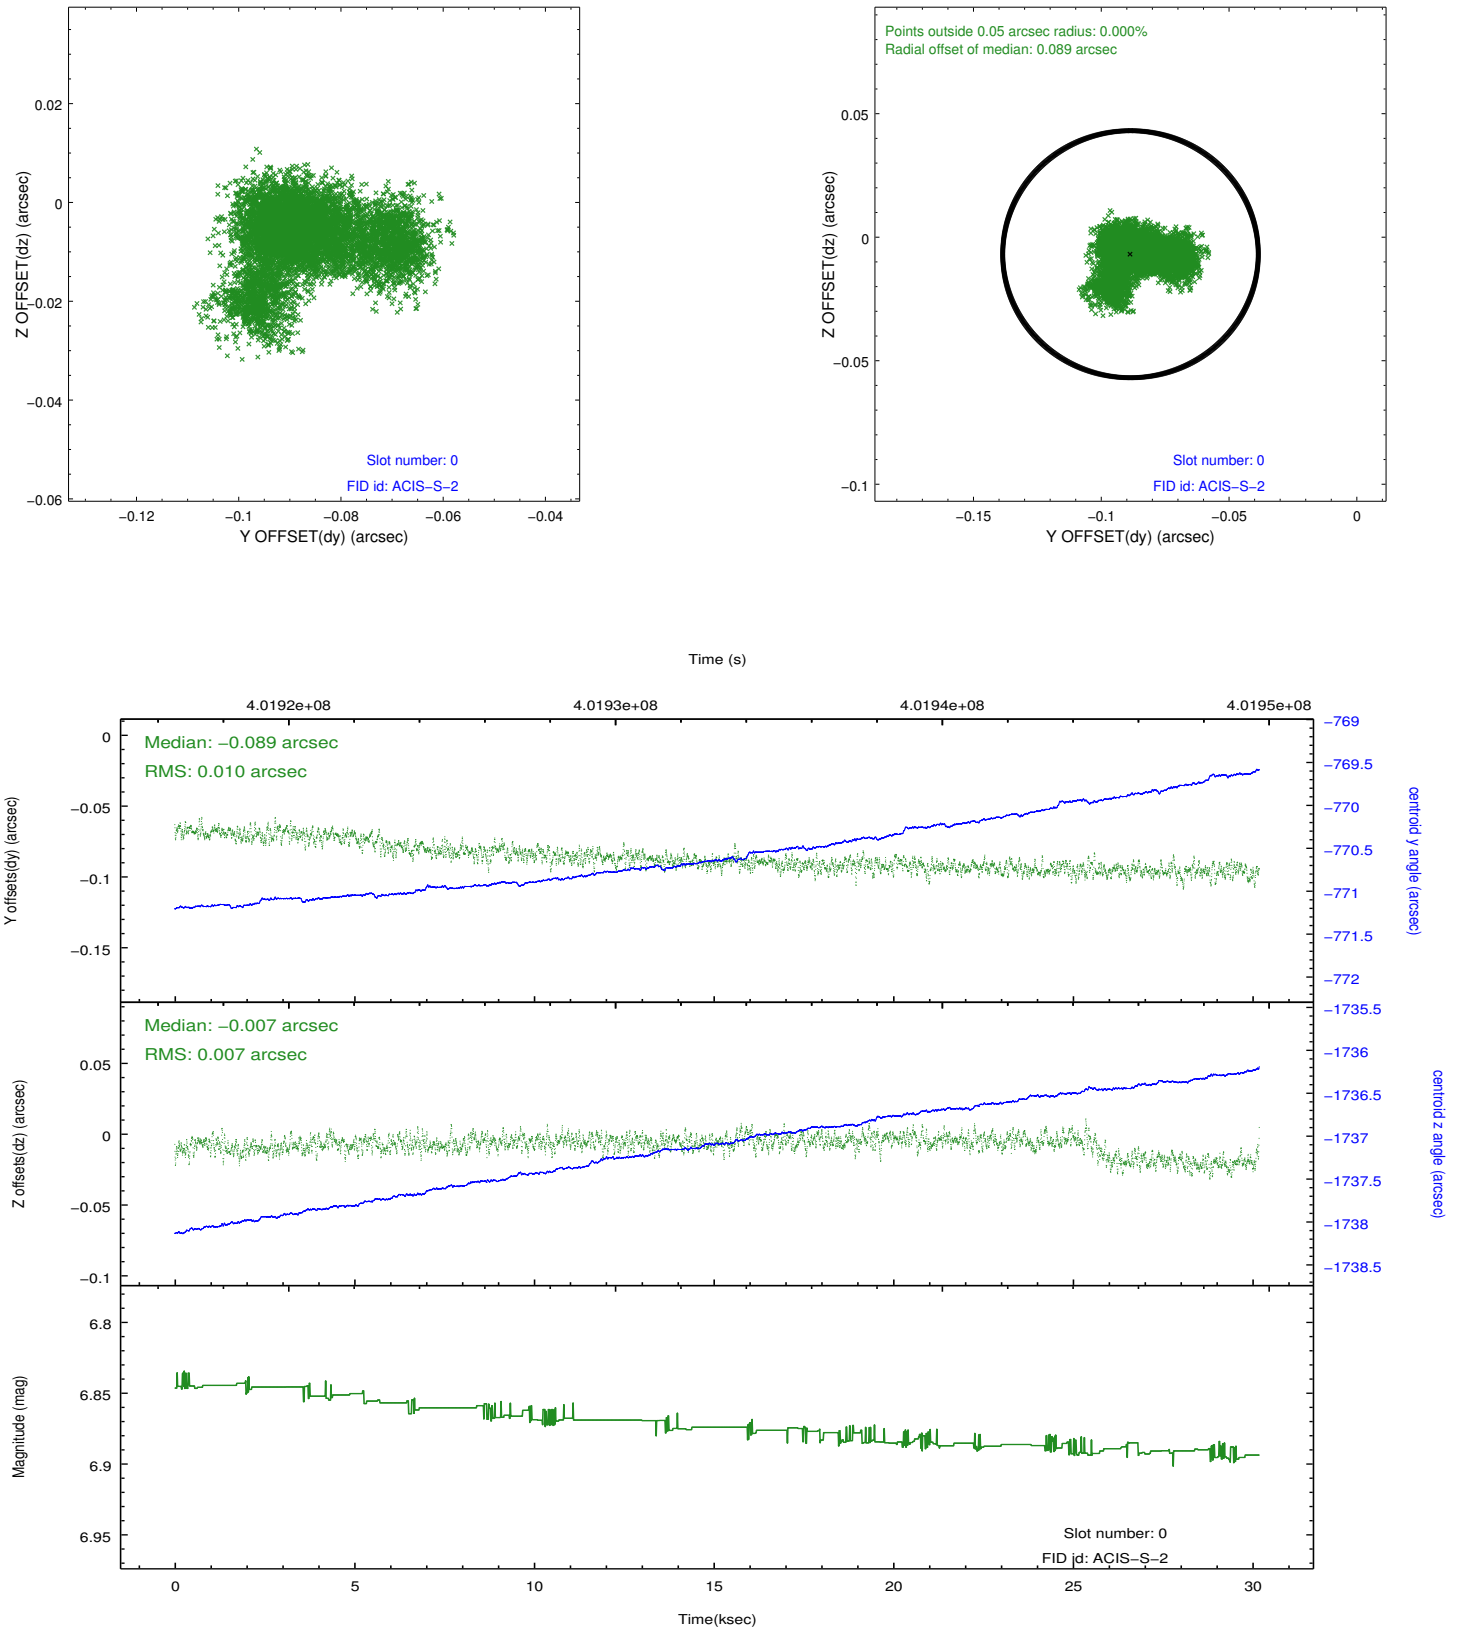 0.02
0
−0.02
−0.04
−0.06
Z OFFSET(dz) (arcsec)
Slot number: 0
FID id: ACIS−S−2
−0.12
−0.1
−0.08
−0.06
−0.04
Y OFFSET(dy) (arcsec)
Points outside 0.05 arcsec radius: 0.000%
Radial offset of median: 0.089 arcsec
0.05
0
−0.05
−0.1
Z OFFSET(dz) (arcsec)
Slot number: 0
FID id: ACIS−S−2
−0.15
−0.1
−0.05
0
Y OFFSET(dy) (arcsec)
Time (s)
4.0192e+08
4.0193e+08
4.0194e+08
4.0195e+08
Median: −0.089 arcsec
RMS: 0.010 arcsec
0
−0.05
−0.1
−0.15
Y offsets(dy) (arcsec)
−769
−769.5
−770
−770.5
−771
−771.5
−772
centroid y angle (arcsec)
Median: −0.007 arcsec
RMS: 0.007 arcsec
0.05
0
−0.05
−0.1
Z offsets(dz) (arcsec)
−1735.5
−1736
−1736.5
−1737
−1737.5
−1738
−1738.5
centroid z angle (arcsec)
6.8
6.85
6.9
6.95
Magnitude (mag)
Slot number: 0
FID id: ACIS−S−2
0
5
10
15
20
25
30
Time(ksec)